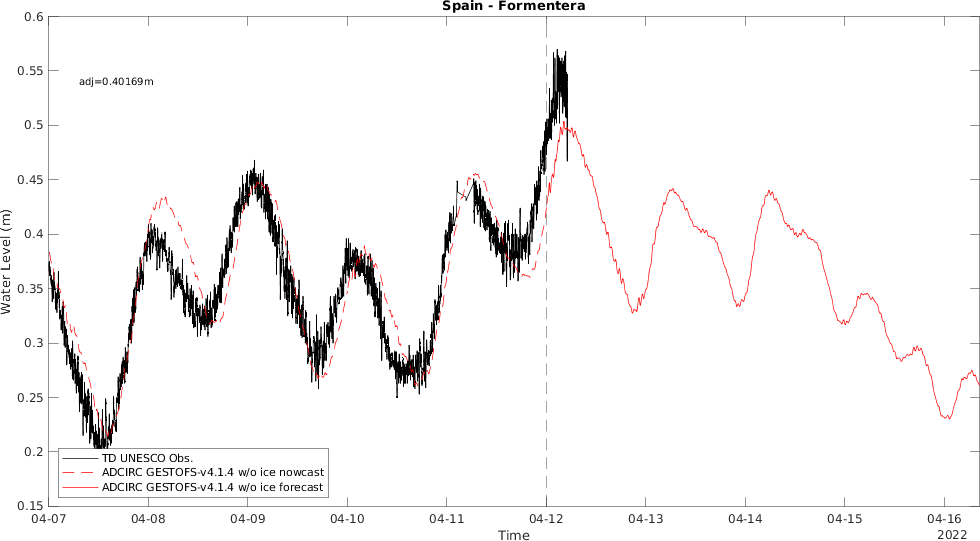 Spain - Formentera
0.6
0.55
adj=0.40169m
0.5
0.45
0.4
Water Level (m)
0.35
0.3
0.25
0.2
TD UNESCO Obs.
ADCIRC GESTOFS-v4.1.4 w/o ice nowcast
ADCIRC GESTOFS-v4.1.4 w/o ice forecast
0.15
04-07 04-08 04-09 04-10 04-11 04-12 04-13 04-14 04-15 04-16
Time
2022